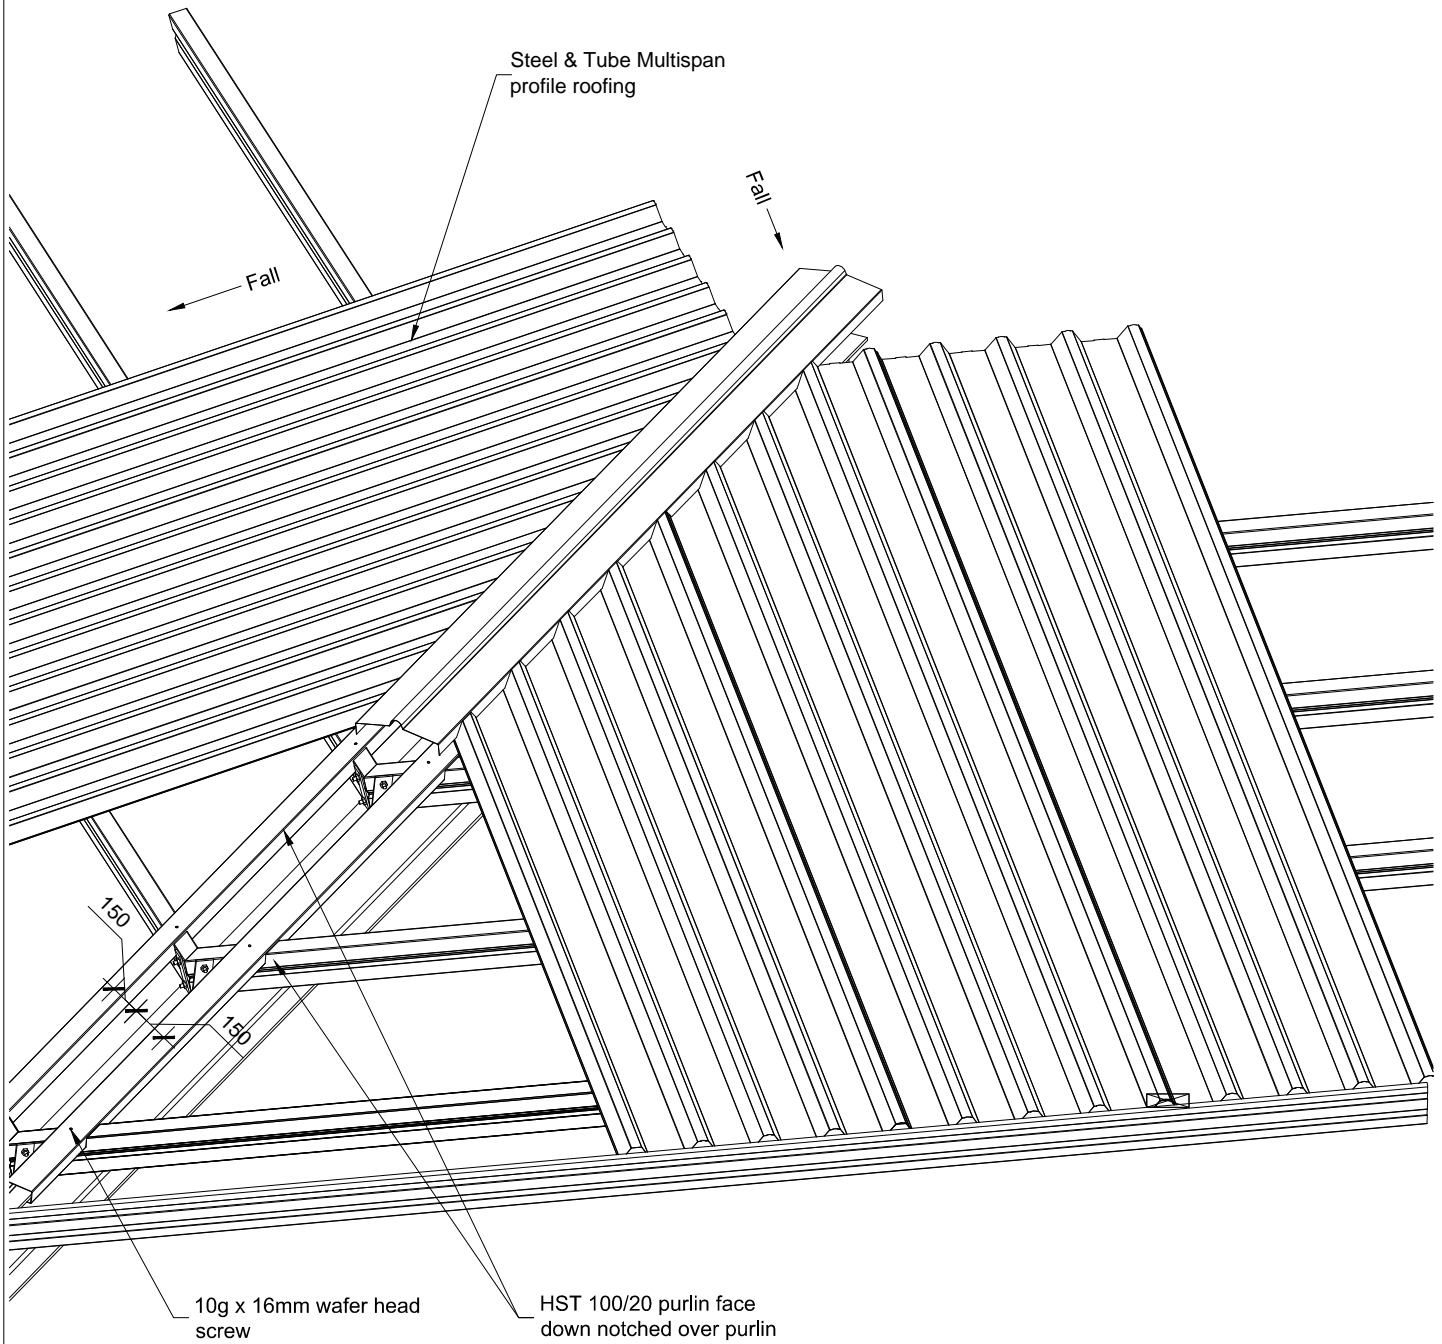 Steel & Tube Multispan
profile roofing
Fall
Fall
150
150
10g x 16mm wafer head
screw
HST 100/20 purlin face
down notched over purlin